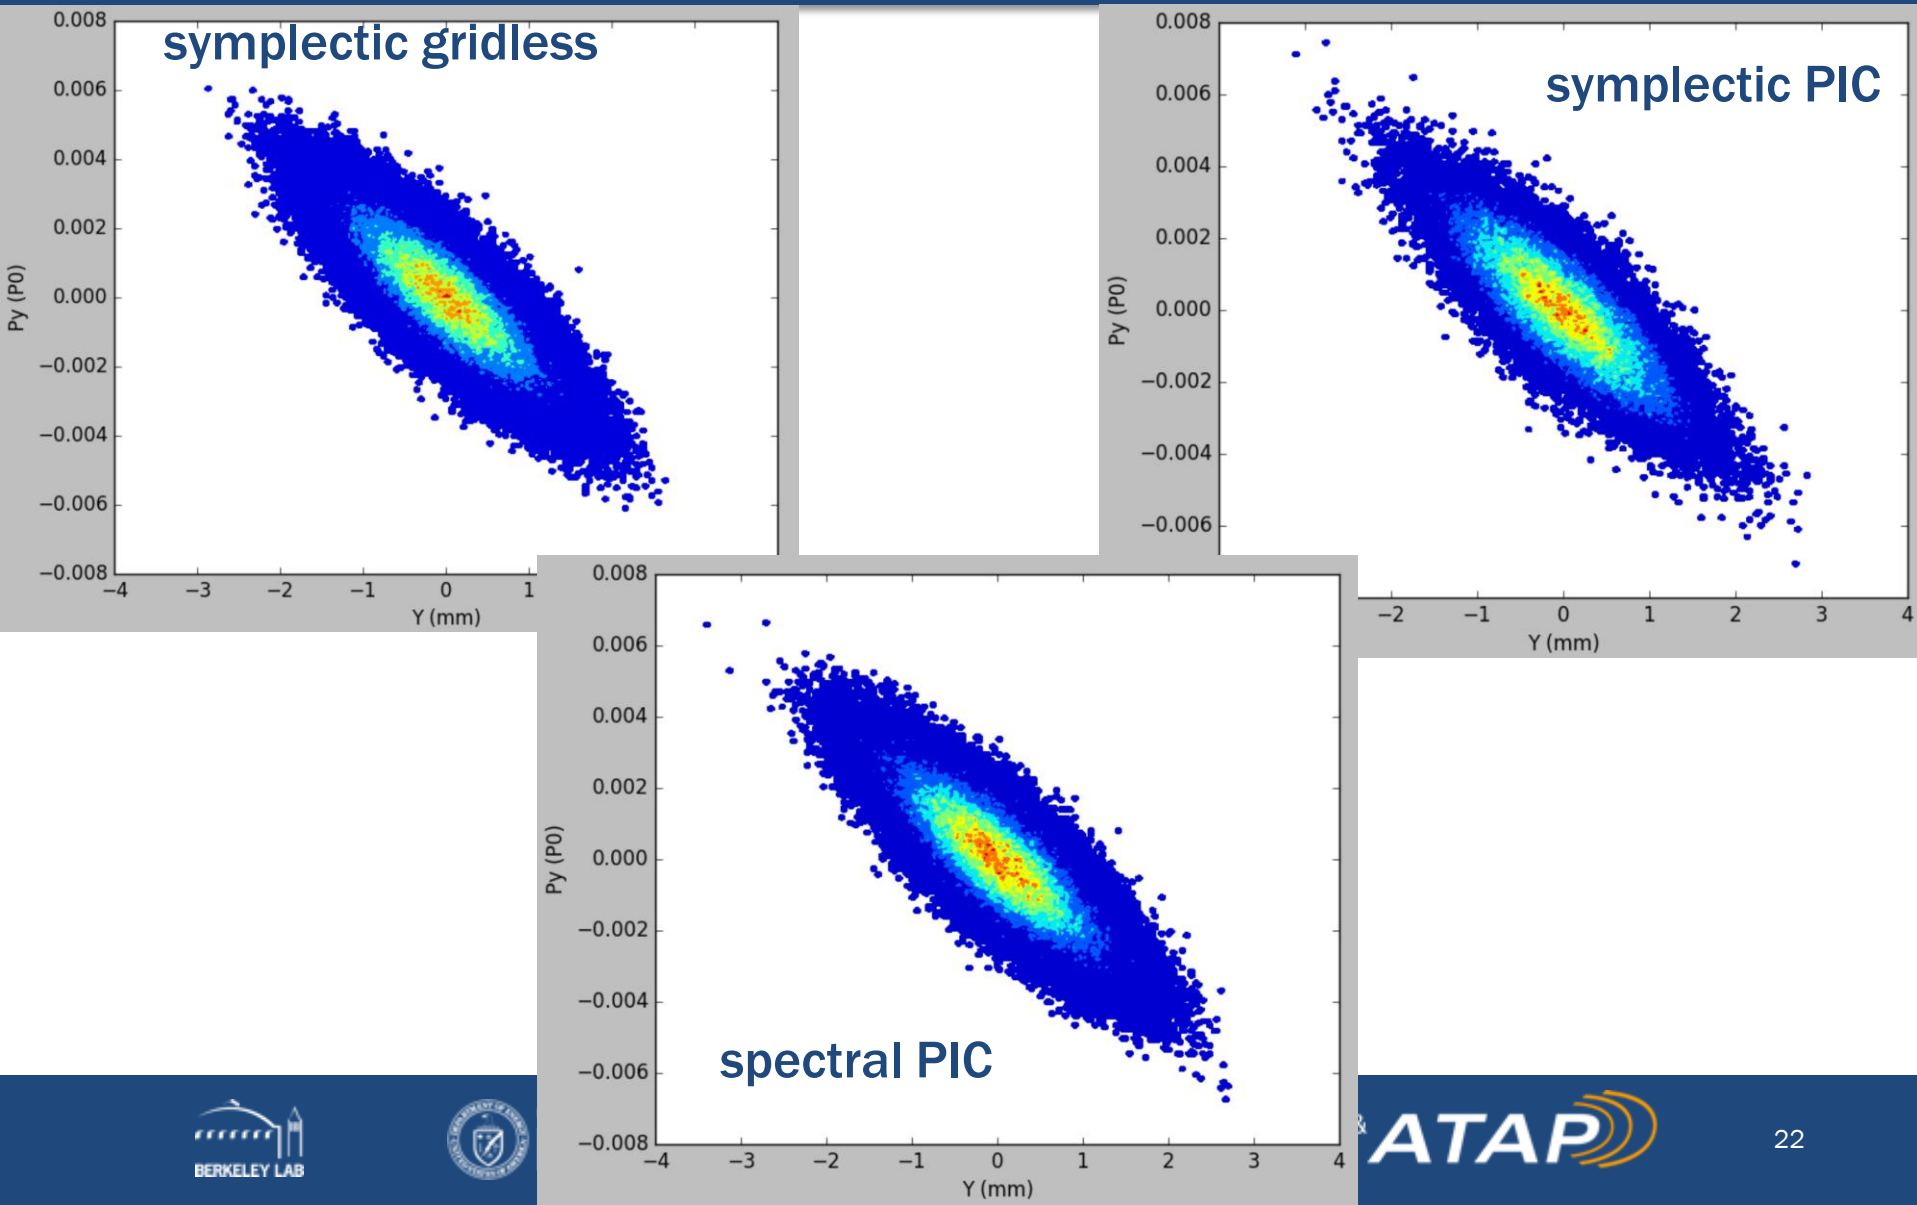 symplectic gridless
0.008
0.006
0.004
0.002
0.000
−0.002
−0.004
−0.006
−0.008
Py (P0)
−4 −3 −2 −1 0 1
Y (mm)
symplectic PIC
0.008
0.006
0.004
0.002
0.000
−0.002
−0.004
−0.006
Py (P0)
−2 −1 0 1 2 3 4
Y (mm)
0.008
0.006
0.004
0.002
0.000
−0.002
−0.004
−0.006
−0.008
Py (P0)
spectral PIC
−4 −3 −2 −1 0 1 2 3 4
Y (mm)
BERKELEY LAB
&
ATAP
22